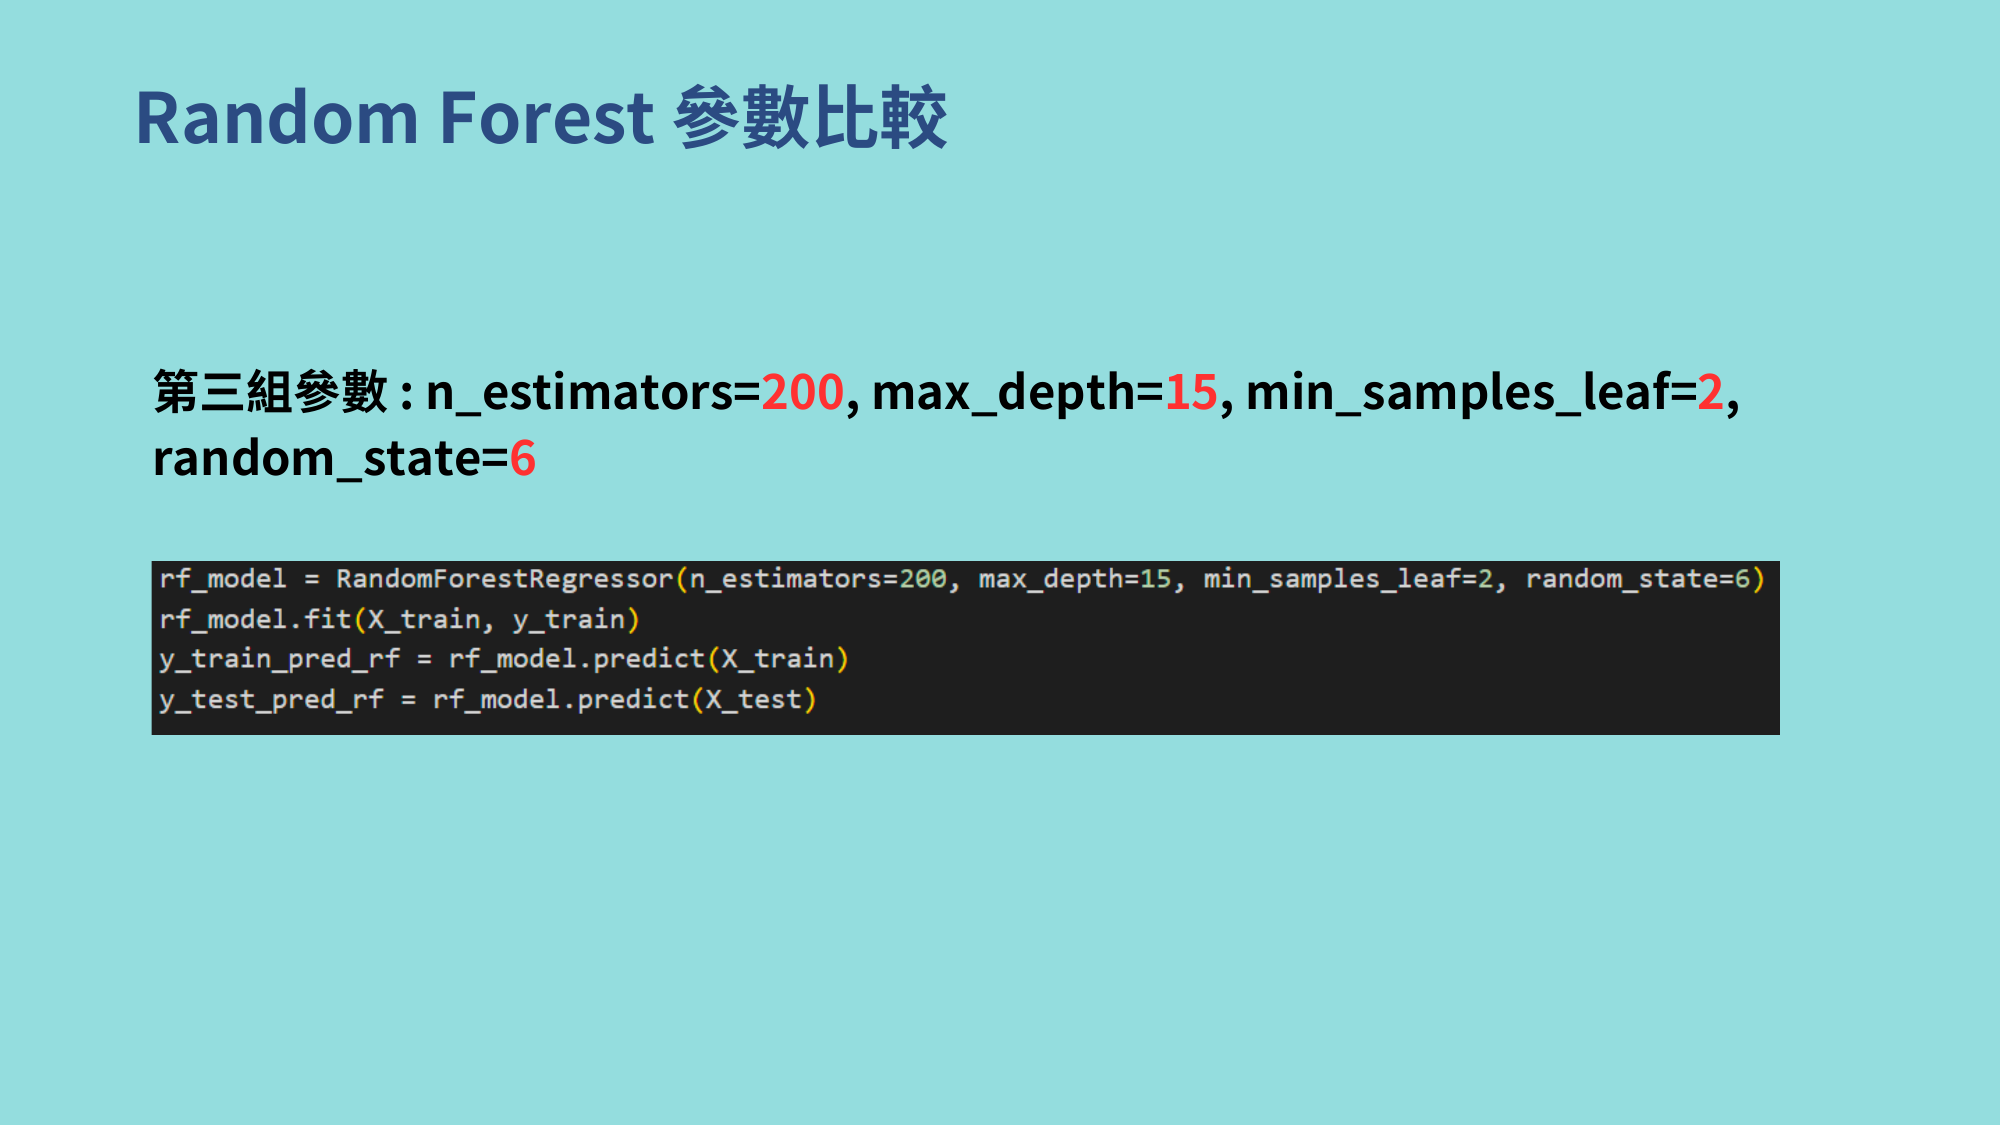 Random Forest 參數比較
第三組參數 : n_estimators=200, max_depth=15, min_samples_leaf=2,
random_state=6
rf_model = RandomForestRegressor(n_estimators=200, max_depth=15, min_samples_leaf=2, random_state=6)
rf_model.fit(X_train, y_train)
y_train_pred_rf = rf_model.predict(X_train)
y_test_pred_rf = rf_model.predict(X_test)